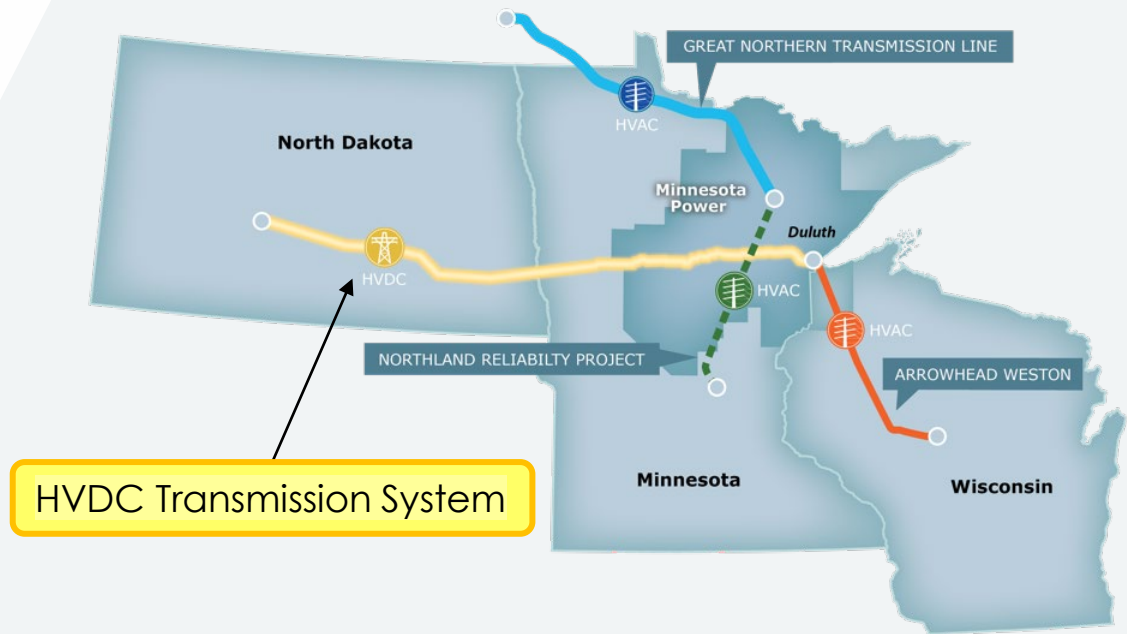 GREAT NORTHERN TRANSMISSION LINE
HVAC
North Dakota
Minnesota
Power
Duluth
HVDC
HVAC
HVAC
NORTHLAND RELIABILTY PROJECT
ARROWHEAD WESTON
HVDC Transmission System
Minnesota
Wisconsin